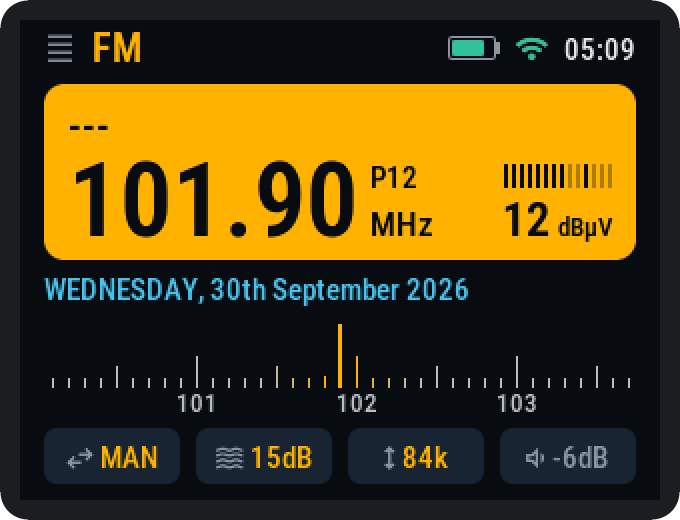 FM 05:09
---
101.90 P12 MHz 12 dBµV
WEDNESDAY, 30th September 2026
101 102 103
MAN 15dB 84k -6dB